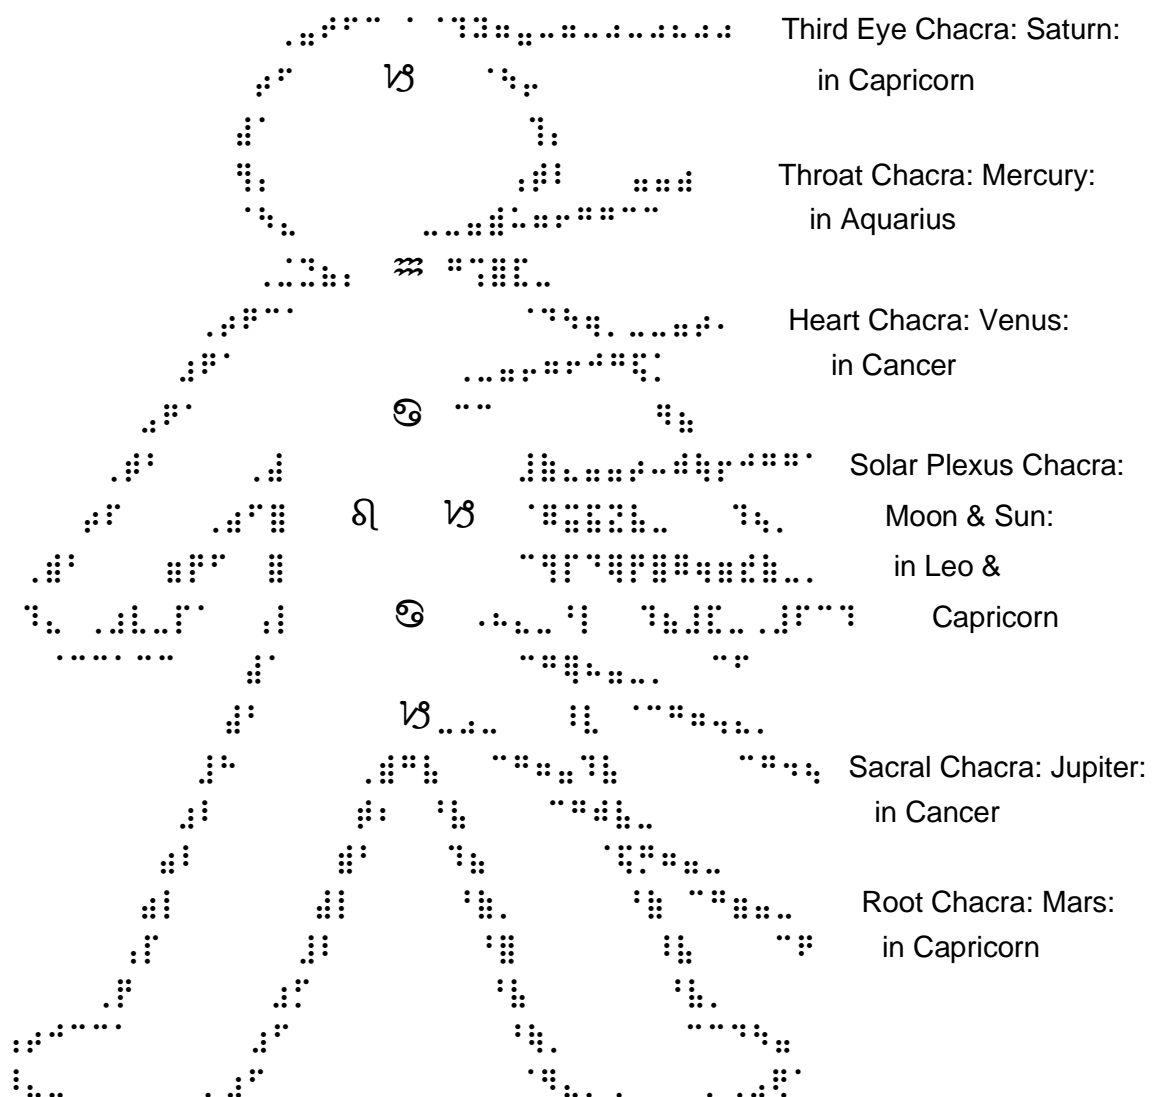 Third Eye Chacra: Saturn:
in Capricorn
♑
Throat Chacra: Mercury:
in Aquarius
♒
Heart Chacra: Venus:
in Cancer
♋
Solar Plexus Chacra:
♌ ♑ Moon & Sun:
in Leo &
♋ Capricorn
♑
Sacral Chacra: Jupiter:
in Cancer
Root Chacra: Mars:
in Capricorn